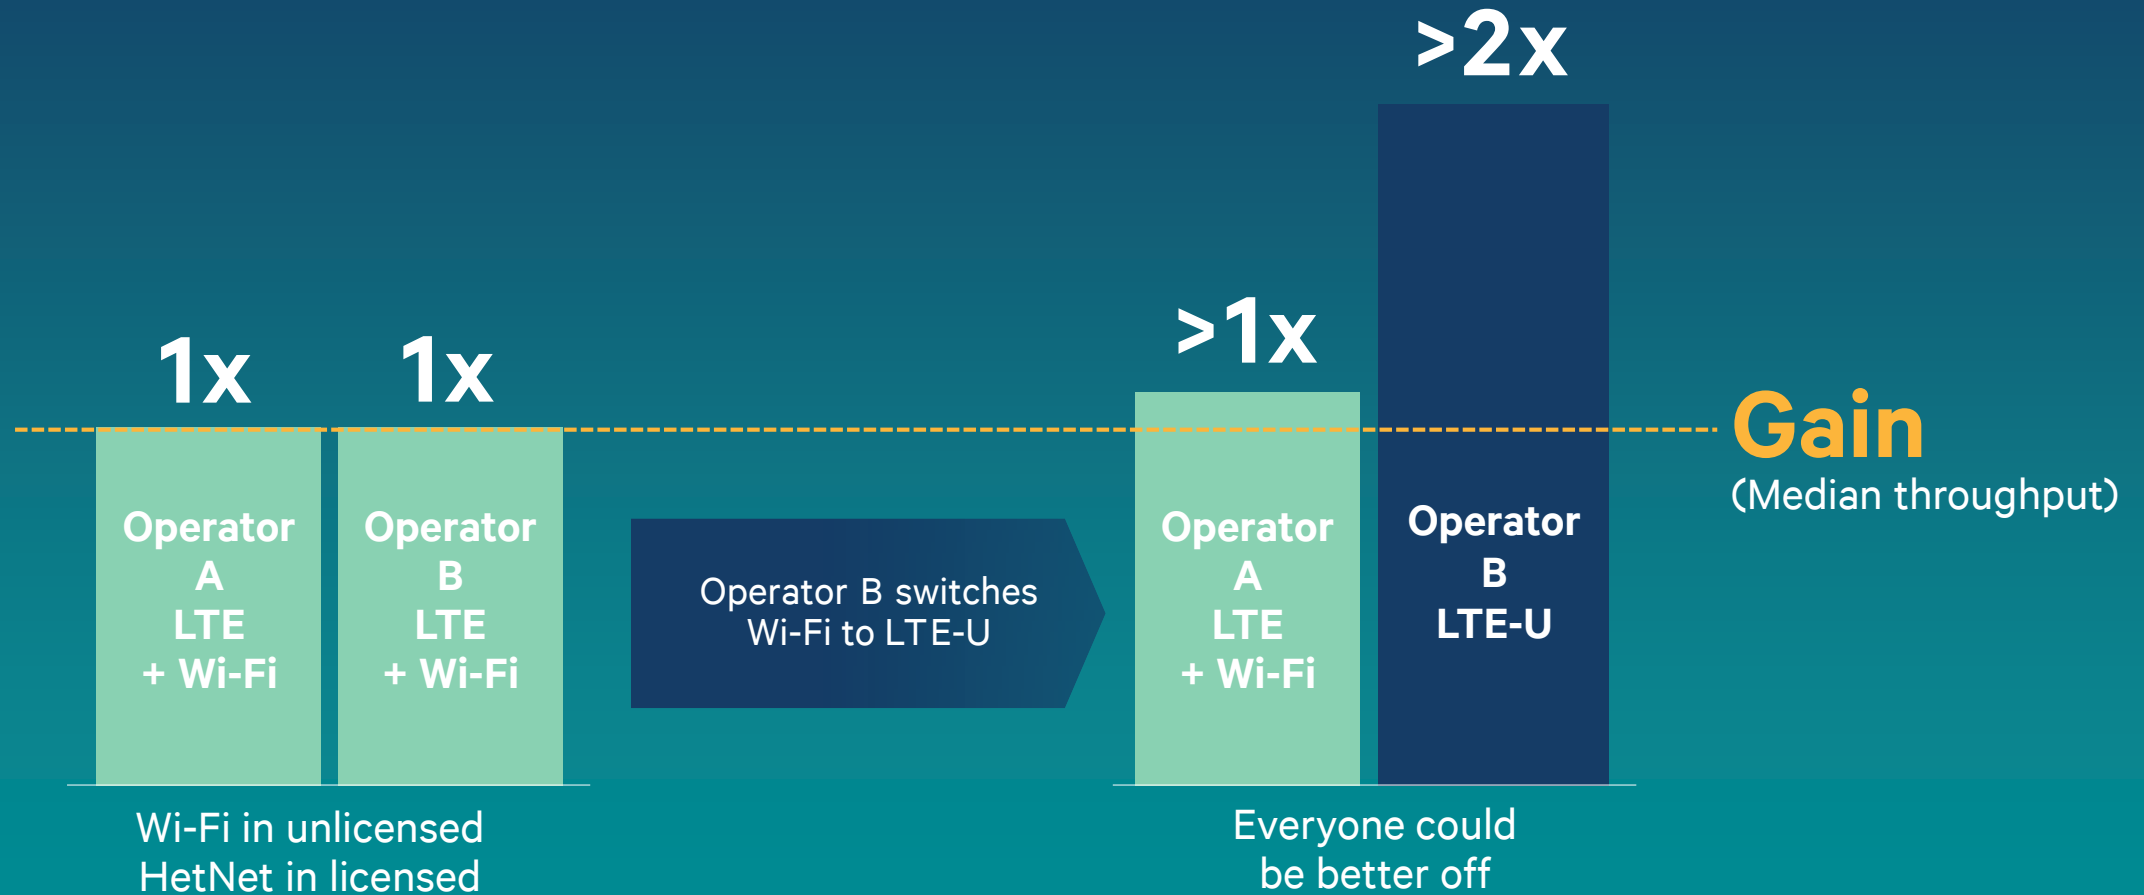 1x
1x
Operator
A
LTE
+ Wi-Fi
Operator
B
LTE
+ Wi-Fi
Wi-Fi in unlicensed
HetNet in licensed
Operator B switches
Wi-Fi to LTE-U
>1x
>2x
Operator
A
LTE
+ Wi-Fi
Operator
B
LTE-U
Everyone could
be better off
Gain
(Median throughput)